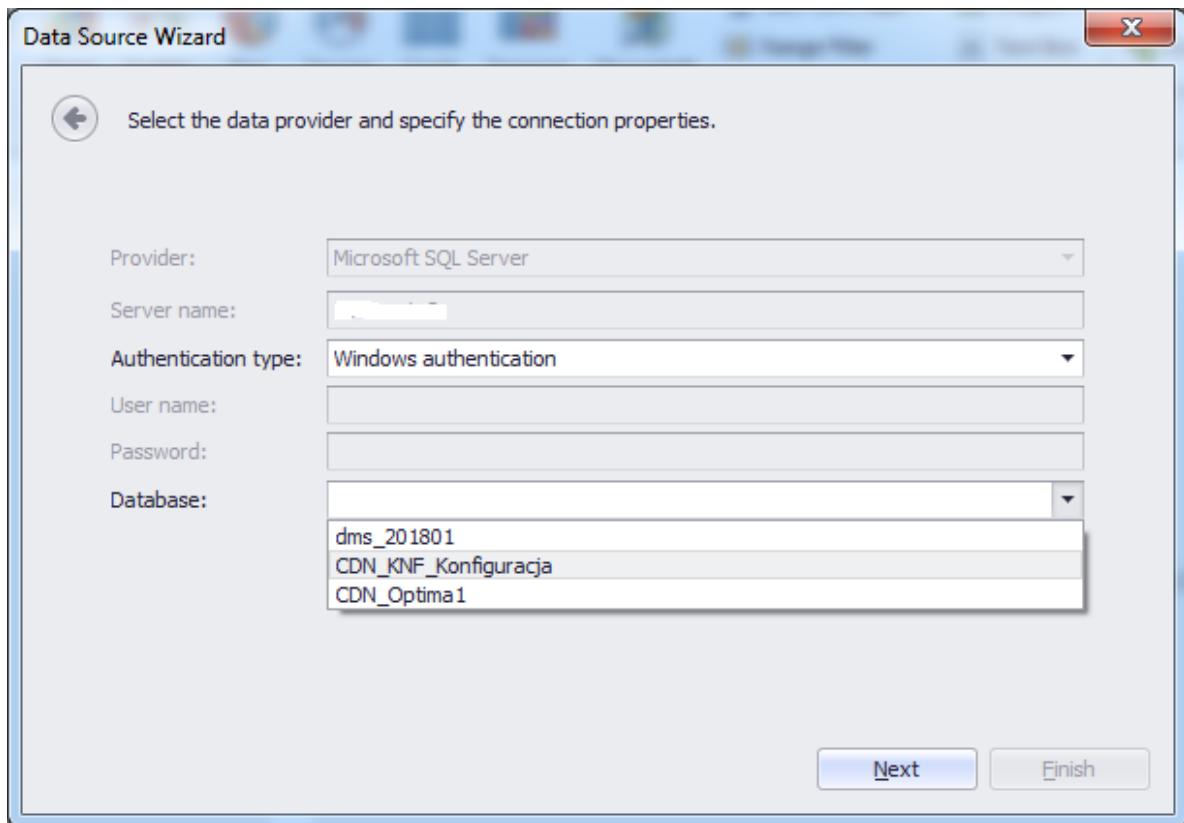 Data Source Wizard
Select the data provider and specify the connection properties.
Provider: Microsoft SQL Server
Server name:
Authentication type: Windows authentication
User name:
Password:
Database:
dms_201801
CDN_KNF_Konfiguracja
CDN_Optima1
Next Finish